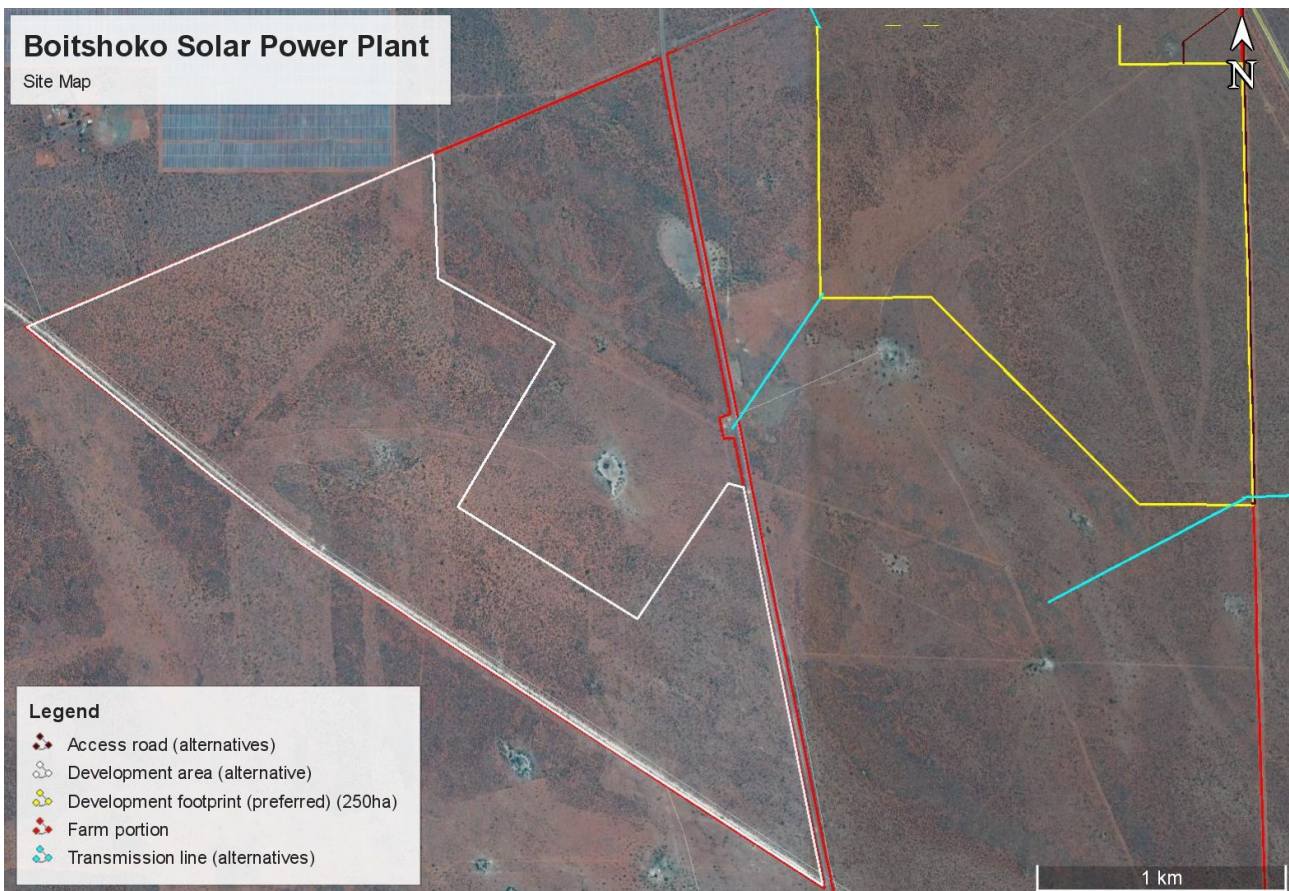 Boitshoko Solar Power Plant
Site Map
N
Legend
Access road (alternatives)
Development area (alternative)
Development footprint (preferred) (250ha)
Farm portion
Transmission line (alternatives)
1 km